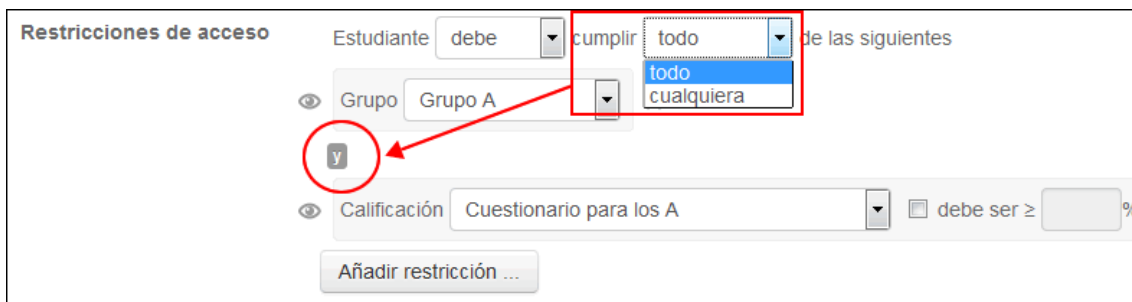 Restricciones de acceso Estudiante debe cumplir todo de las siguientes
todo
cualquiera
Grupo Grupo A
y
Calificación Cuestionario para los A debe ser ≥ %
Añadir restricción ...